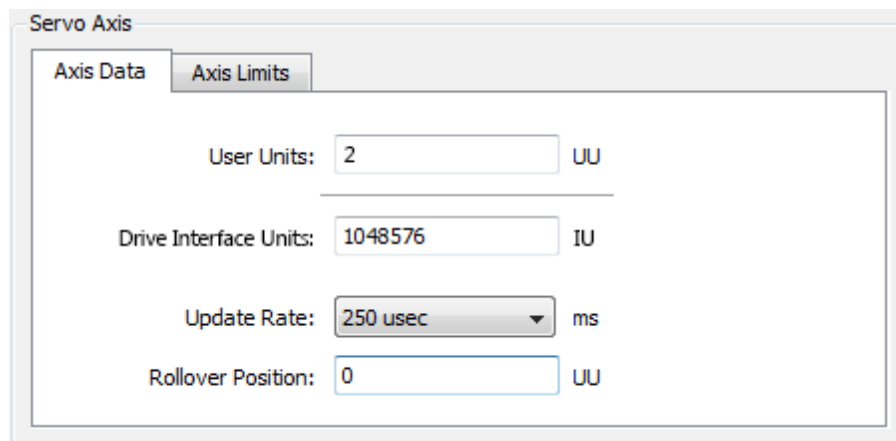 Servo Axis
Axis Data Axis Limits
User Units: 2 UU
Drive Interface Units: 1048576 IU
Update Rate: 250 usec ms
Rollover Position: 0 UU